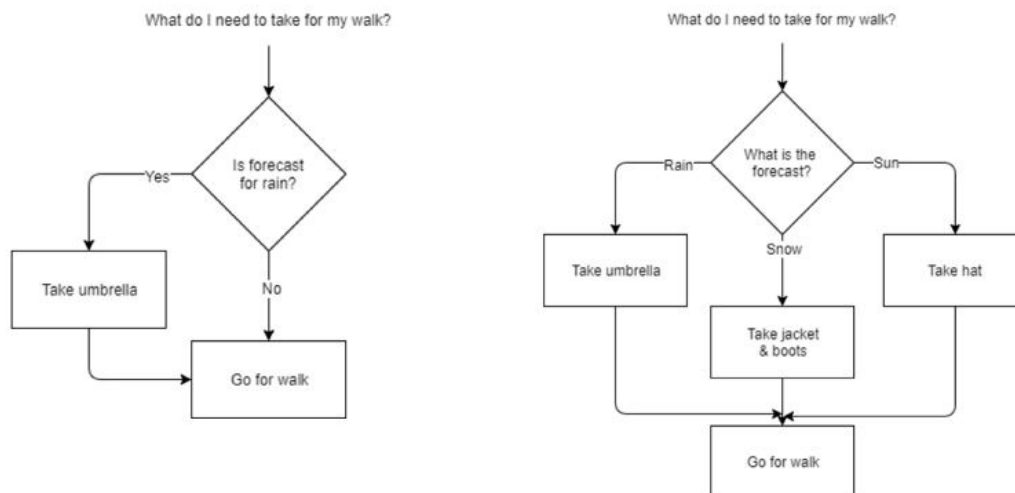 What do I need to take for my walk?
Is forecast
for rain?
Yes
Take umbrella
No
Go for walk
What do I need to take for my walk?
What is the
forecast?
Rain
Sun
Snow
Take umbrella
Take hat
Take jacket
& boots
Go for walk